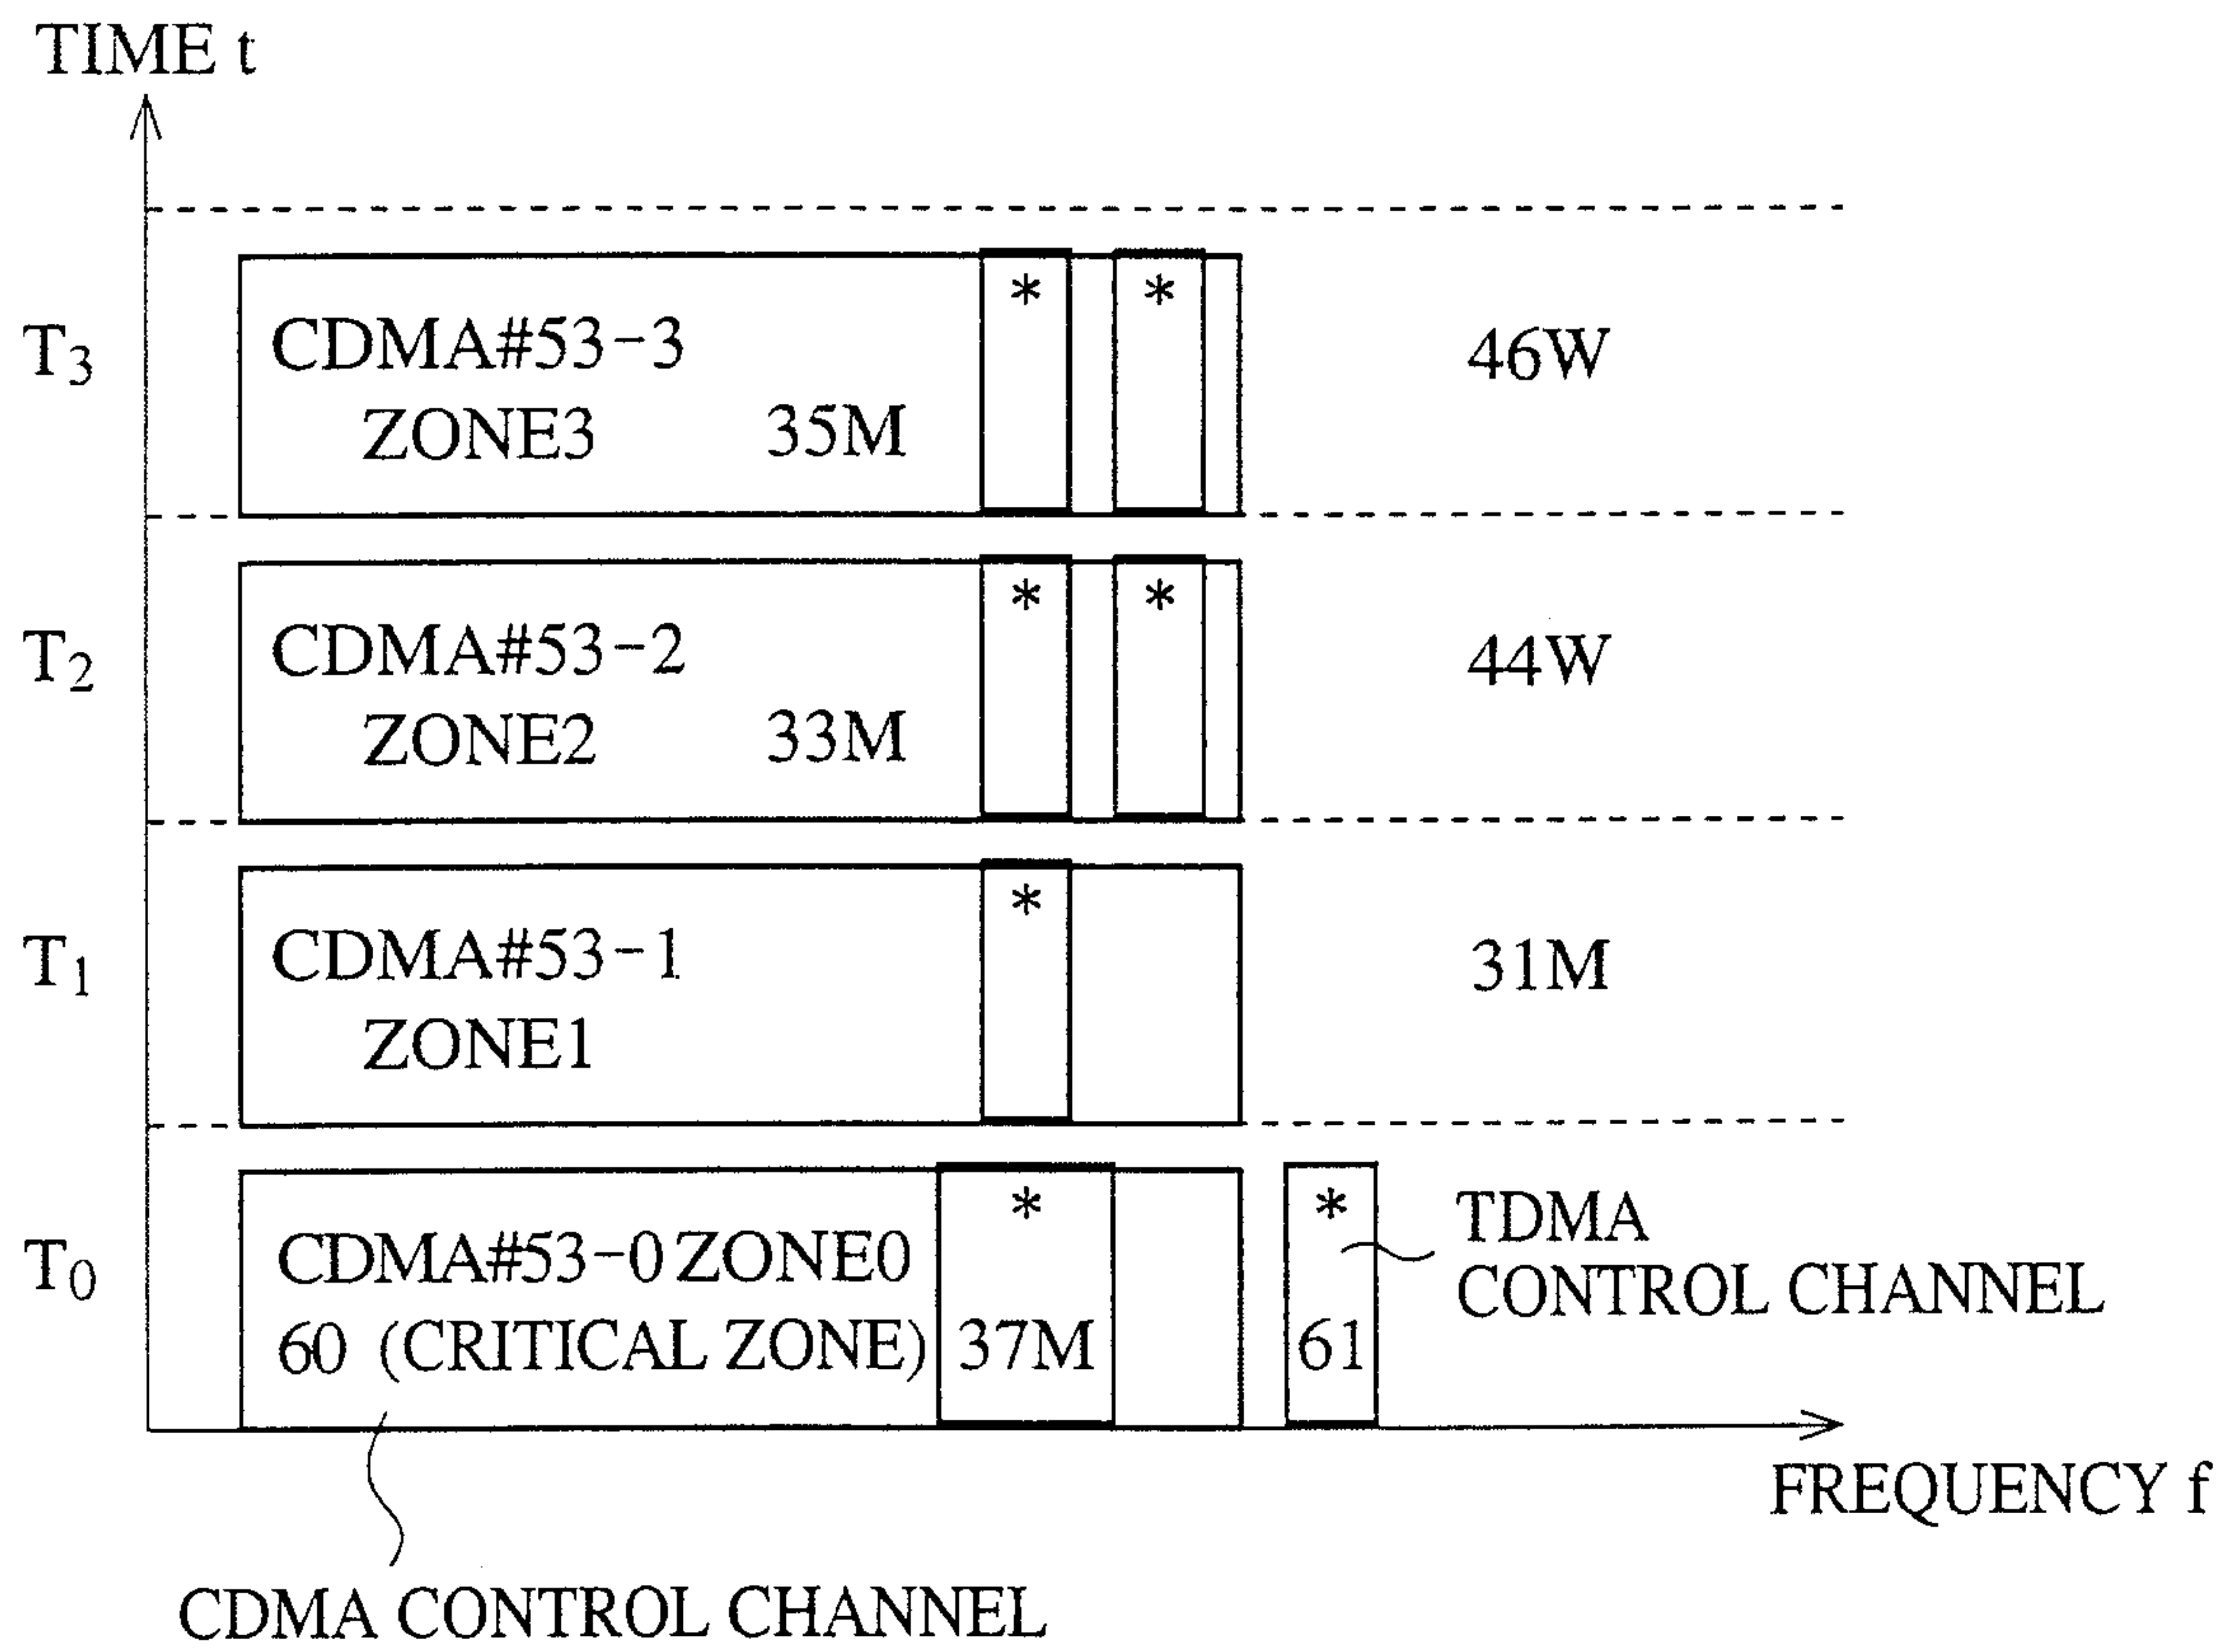 TIME t
* *
T3 CDMA#53-3 46W
ZONE3 35M
* *
T2 CDMA#53-2 44W
ZONE2 33M
*
T1 CDMA#53-1 31M
ZONE1
* * TDMA
T0 CDMA#53-0 ZONE0 CONTROL CHANNEL
60 (CRITICAL ZONE) 37M 61
FREQUENCY f
CDMA CONTROL CHANNEL